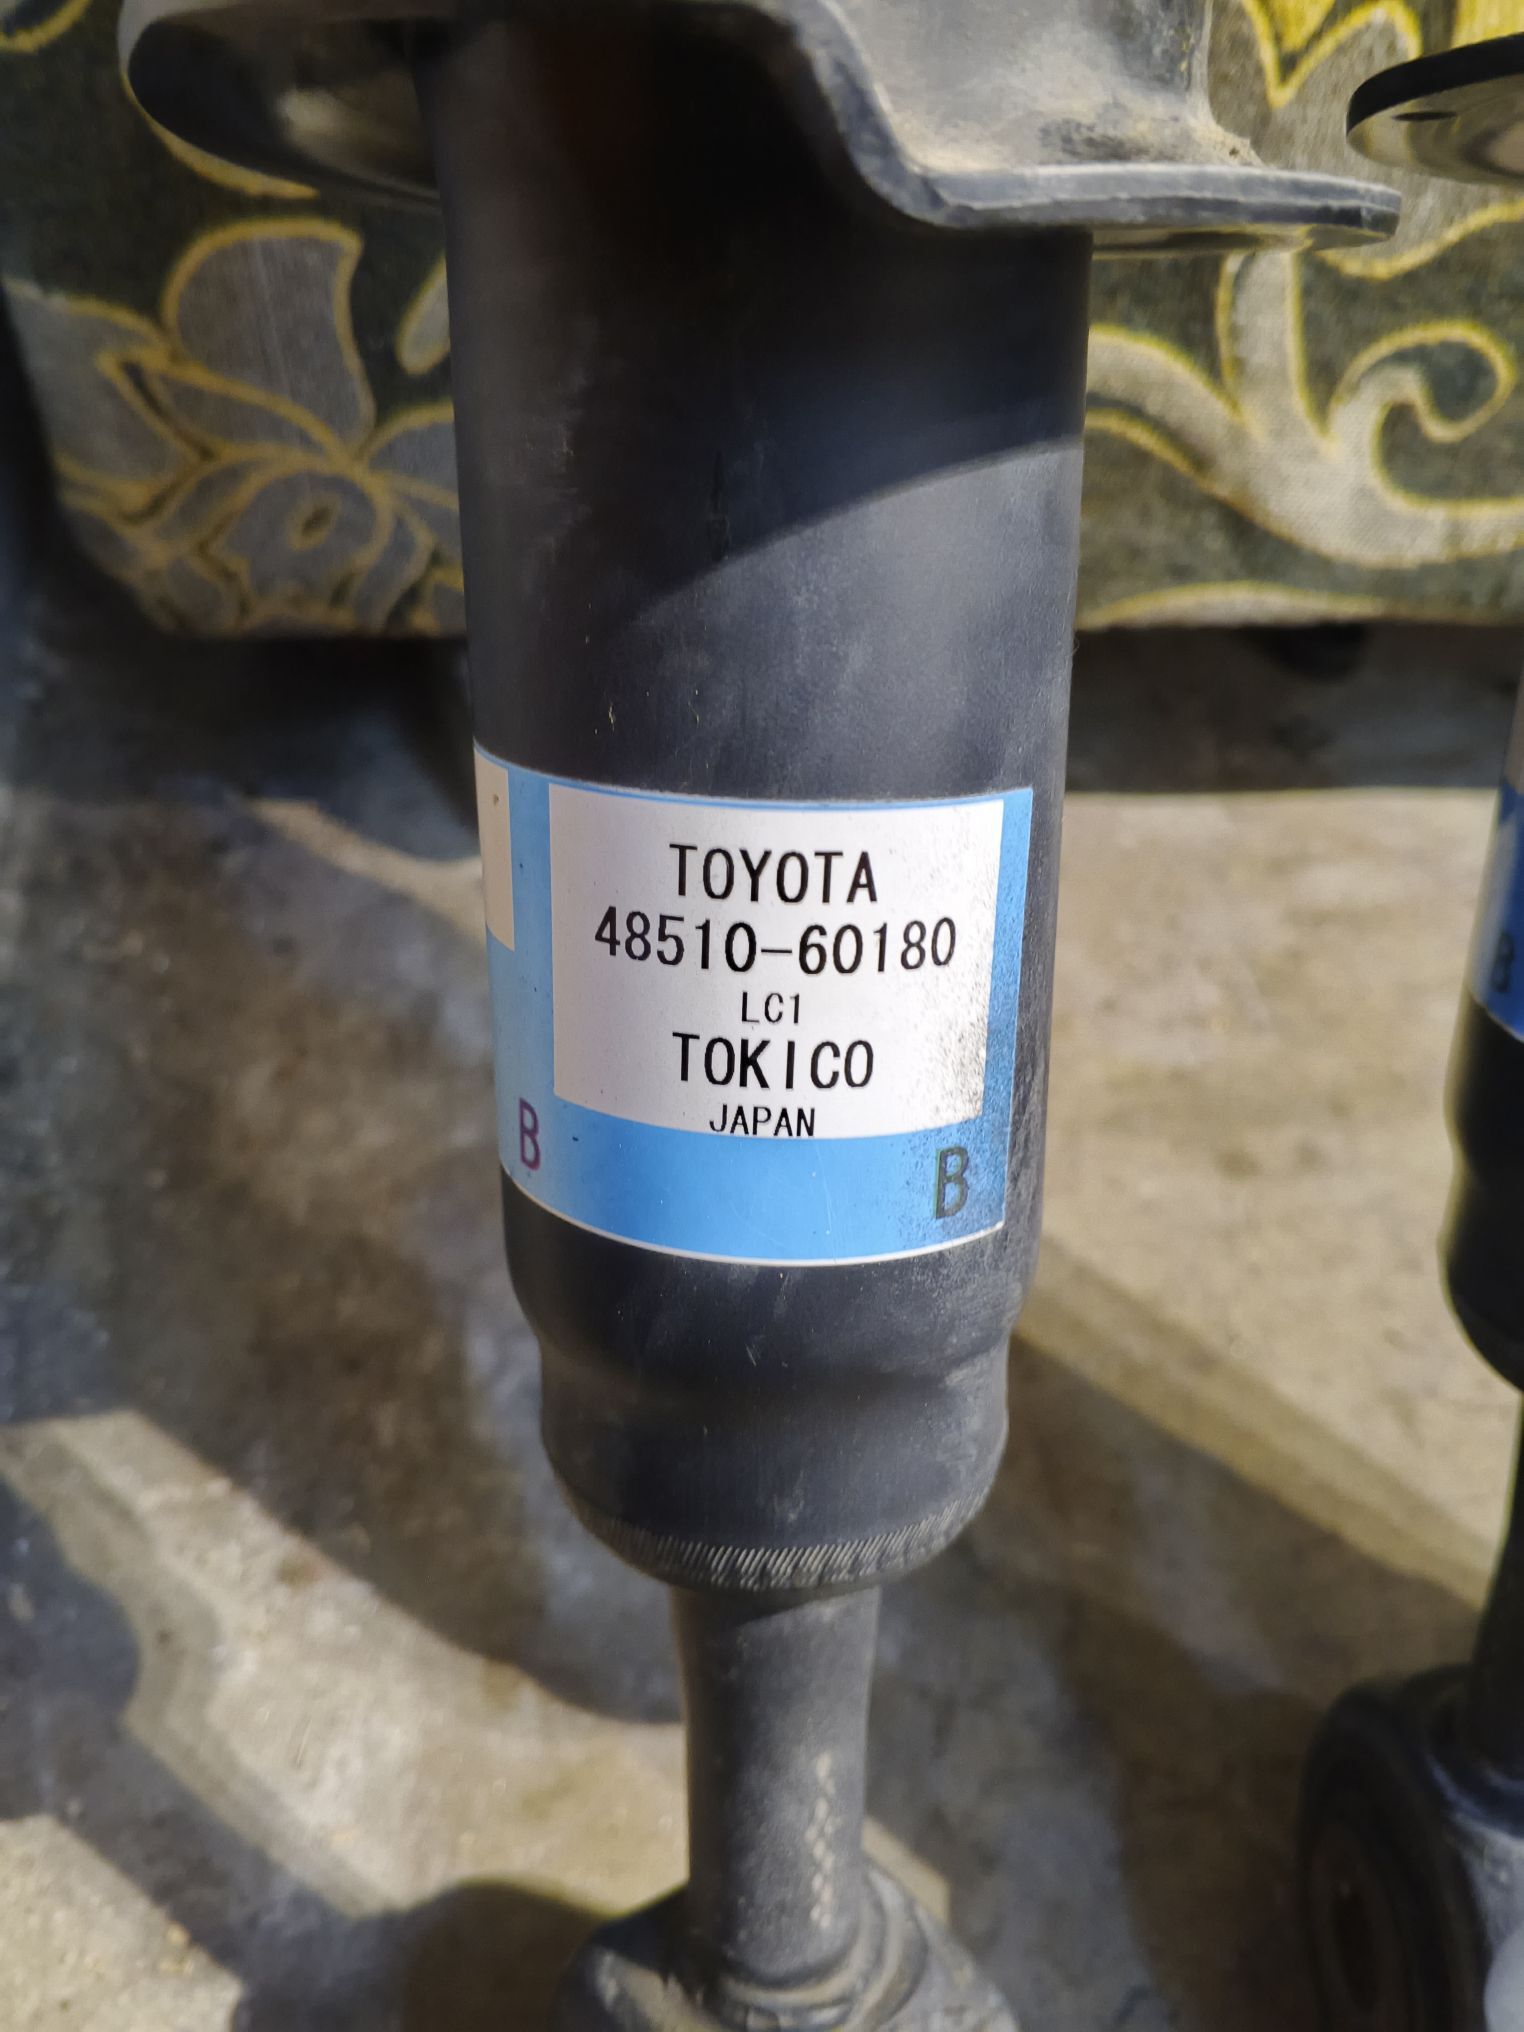 TOYOTA
48510-60180
LC1
TOKICO
JAPAN
B
B
B